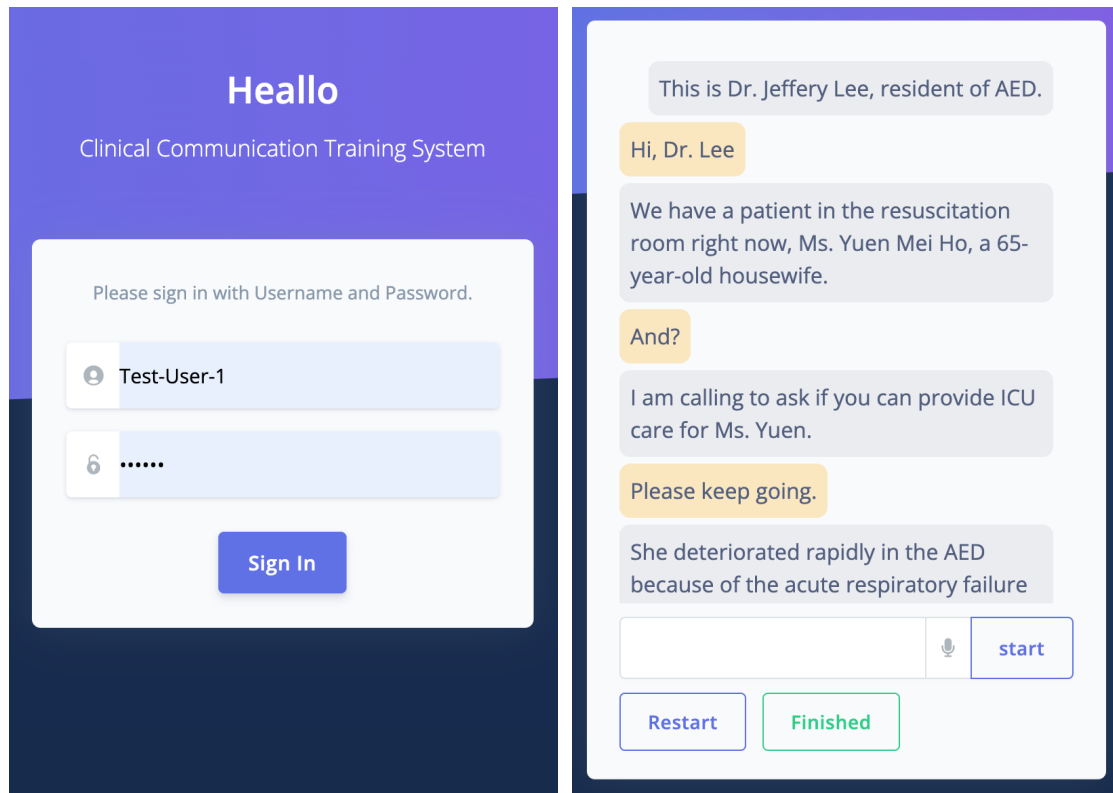 Heallo
Clinical Communication Training System
Please sign in with Username and Password.
Test-User-1
••••••
Sign In
This is Dr. Jeffery Lee, resident of AED.
Hi, Dr. Lee
We have a patient in the resuscitation
room right now, Ms. Yuen Mei Ho, a 65-
year-old housewife.
And?
I am calling to ask if you can provide ICU
care for Ms. Yuen.
Please keep going.
She deteriorated rapidly in the AED
because of the acute respiratory failure
start
Restart
Finished